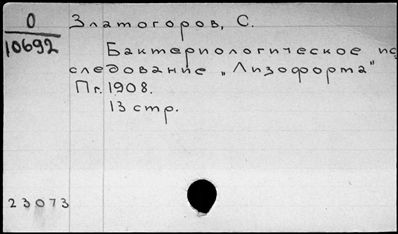 0
10692
Златогоров, С.
Бактериологическое ис
следование „Лизоформа"
Пг. 1908.
13 стр.
23073